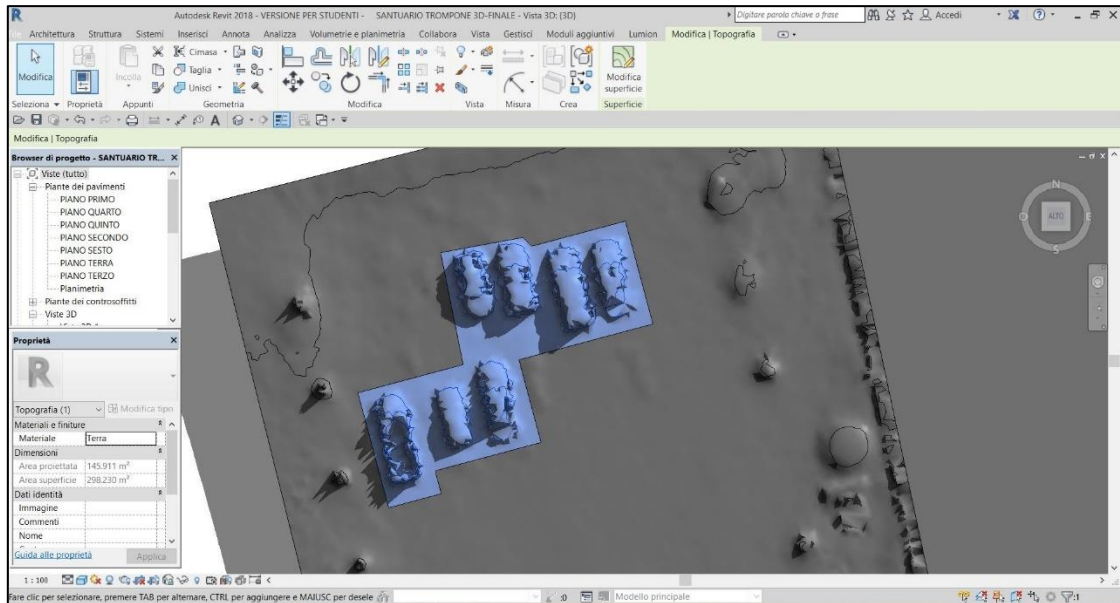 Autodesk Revit 2018 - VERSIONE PER STUDENTI - SANTUARIO TROMPONE 3D-FINALE - Vista 3D: {3D}
Digitare parola chiave o frase
Accedi
Architettura Struttura Sistemi Inserisci Annota Analizza Volumetrie e planimetria Collabora Vista Gestisci Moduli aggiuntivi Lumion Modifica | Topografia
Cimasa
Taglia
Unisci
Modifica
Incolla
Modifica superficie
Seleziona Proprietà Appunti Geometria Modifica Vista Misura Crea Superficie
Modifica | Topografia
Browser di progetto - SANTUARIO TR...
Viste (tutto)
Piante dei pavimenti
PIANO PRIMO
PIANO QUARTO
PIANO QUINTO
PIANO SECONDO
PIANO SESTO
PIANO TERRA
PIANO TERZO
Planimetria
Piante dei controsoffitti
Viste 3D
N
O ALTO E
S
Proprietà
R
Topografia (1) Modifica tipo
Materiali e finiture
Materiale Terra
Dimensioni
Area proiettata 145.911 m²
Area superficie 298.230 m²
Dati identità
Immagine
Commenti
Nome
Guida alle proprietà Applica
1 : 100
Fare clic per selezionare, premere TAB per alternare, CTRL per aggiungere e MAIUSC per desele
:0 Modello principale :1